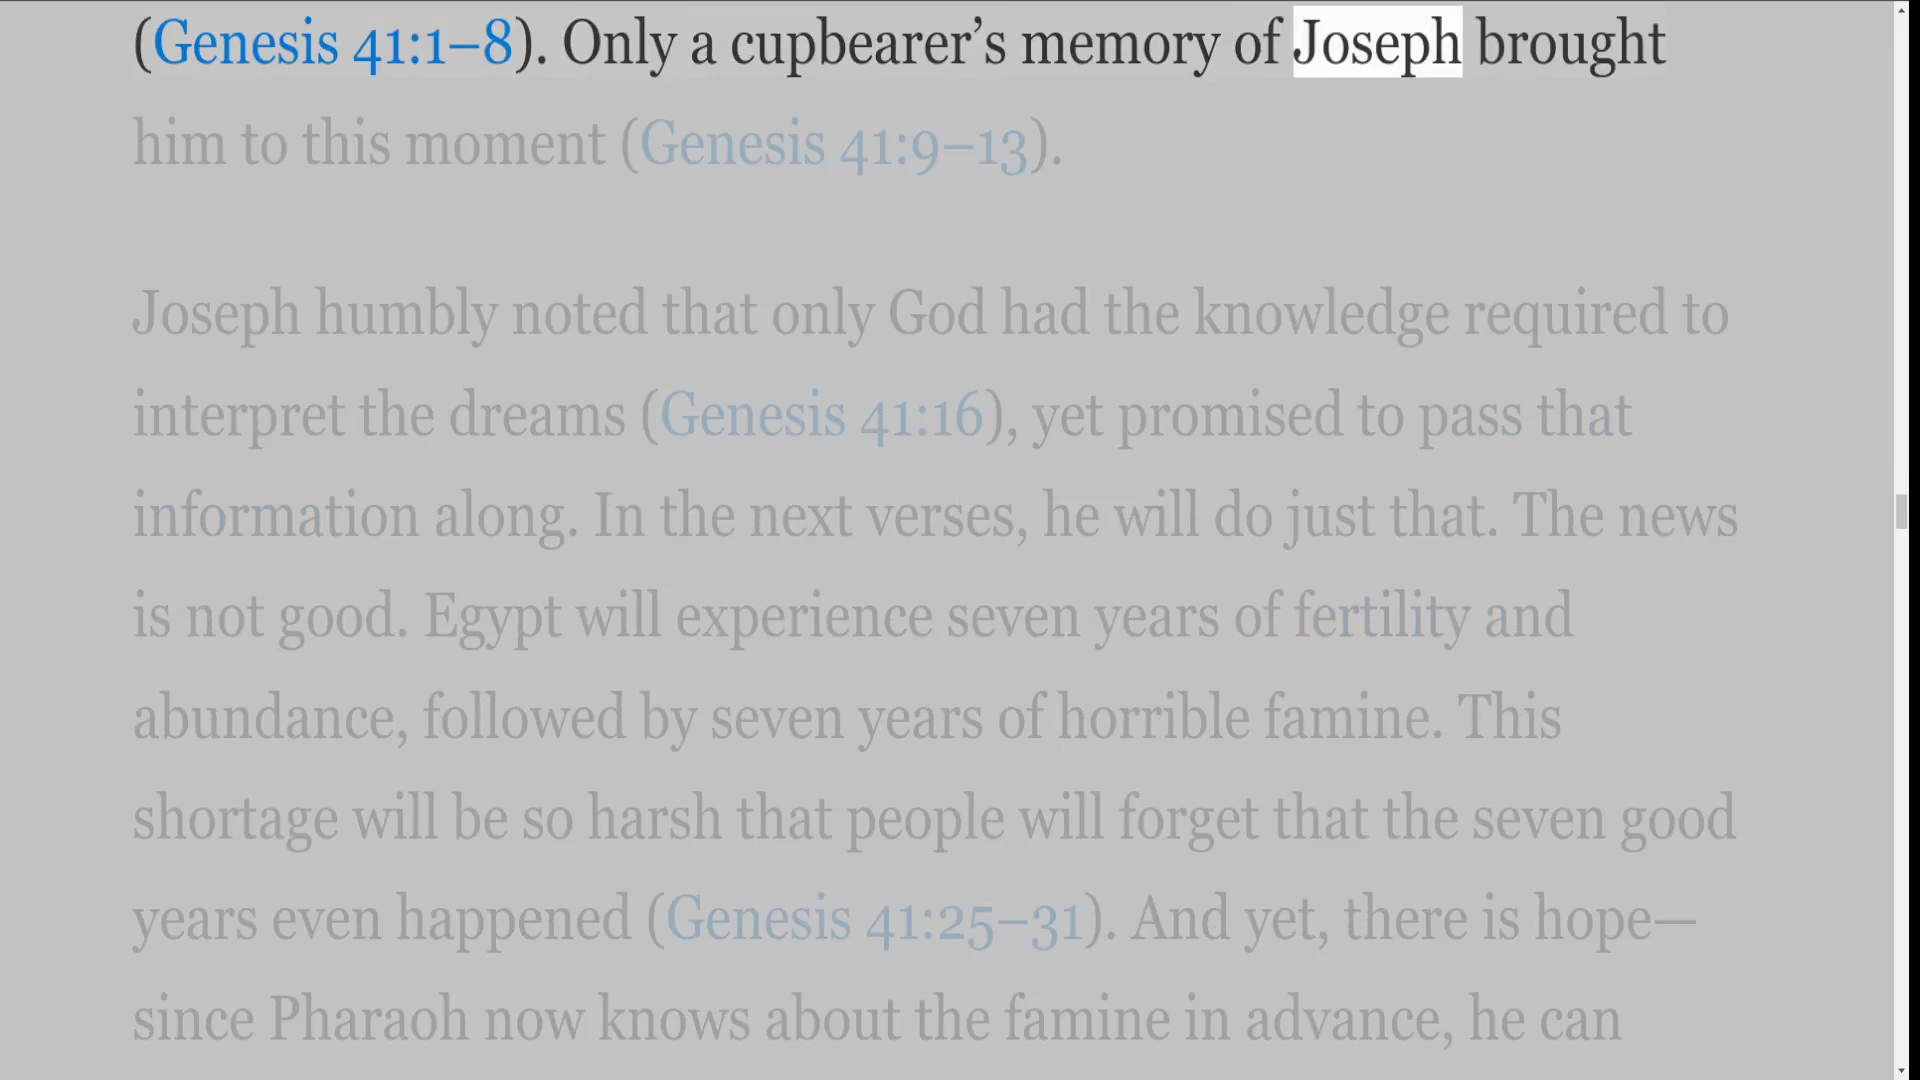 (Genesis 41:1–8). Only a cupbearer’s memory of Joseph brought
him to this moment (Genesis 41:9–13).
Joseph humbly noted that only God had the knowledge required to
interpret the dreams (Genesis 41:16), yet promised to pass that
information along. In the next verses, he will do just that. The news
is not good. Egypt will experience seven years of fertility and
abundance, followed by seven years of horrible famine. This
shortage will be so harsh that people will forget that the seven good
years even happened (Genesis 41:25–31). And yet, there is hope—
since Pharaoh now knows about the famine in advance, he can